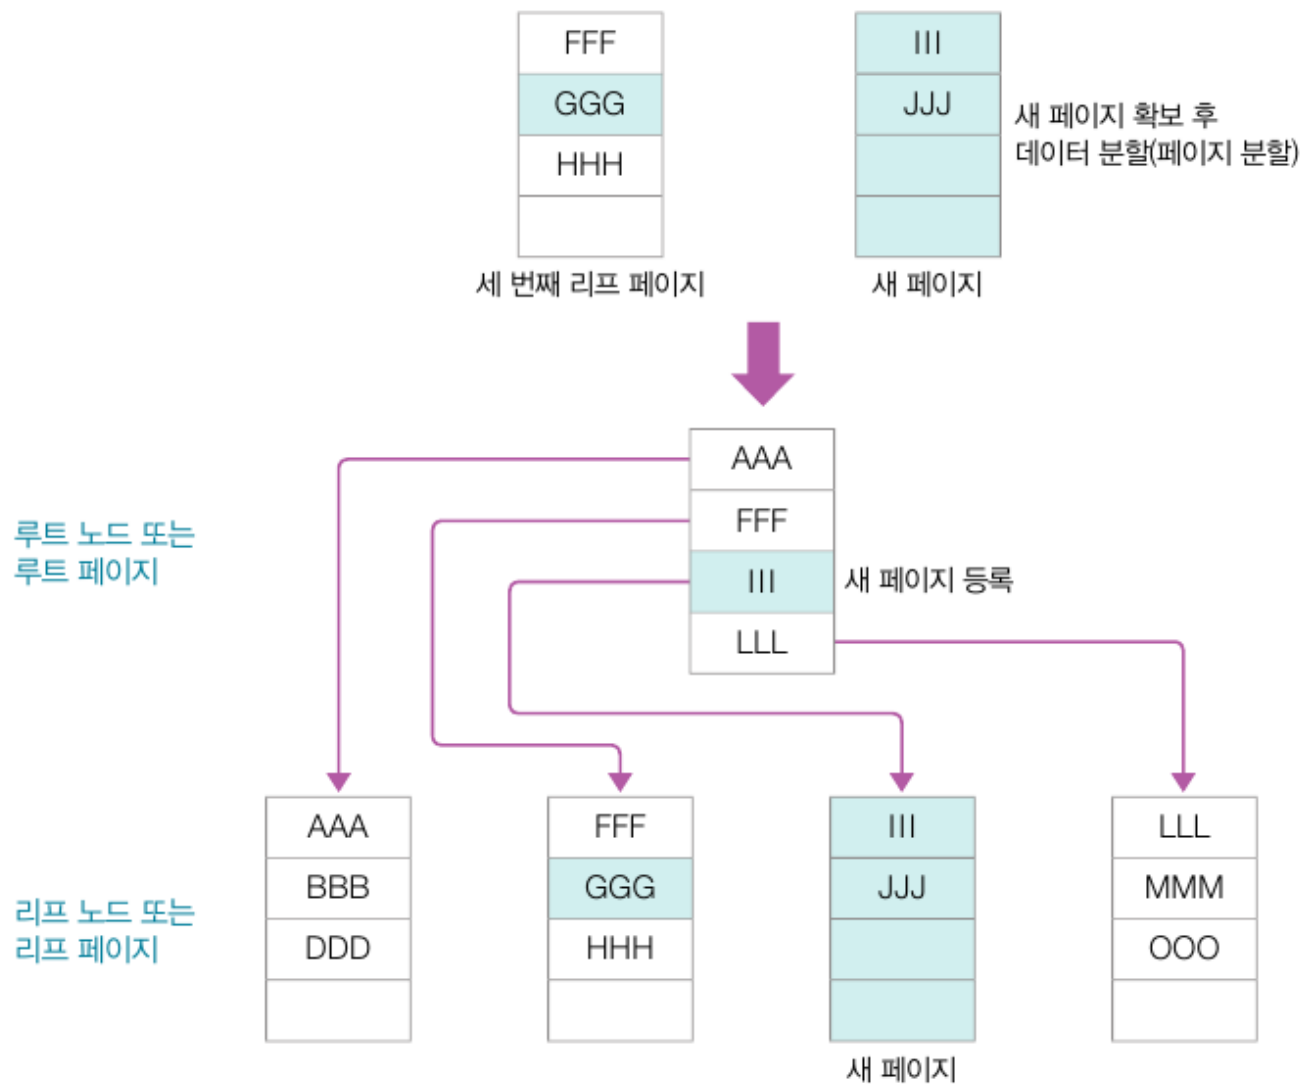 FFF
GGG
HHH
세 번째 리프 페이지
III
JJJ
새 페이지
새 페이지 확보 후
데이터 분할(페이지 분할)
루트 노드 또는
루트 페이지
AAA
FFF
III
LLL
새 페이지 등록
리프 노드 또는
리프 페이지
AAA
BBB
DDD
FFF
GGG
HHH
III
JJJ
새 페이지
LLL
MMM
OOO